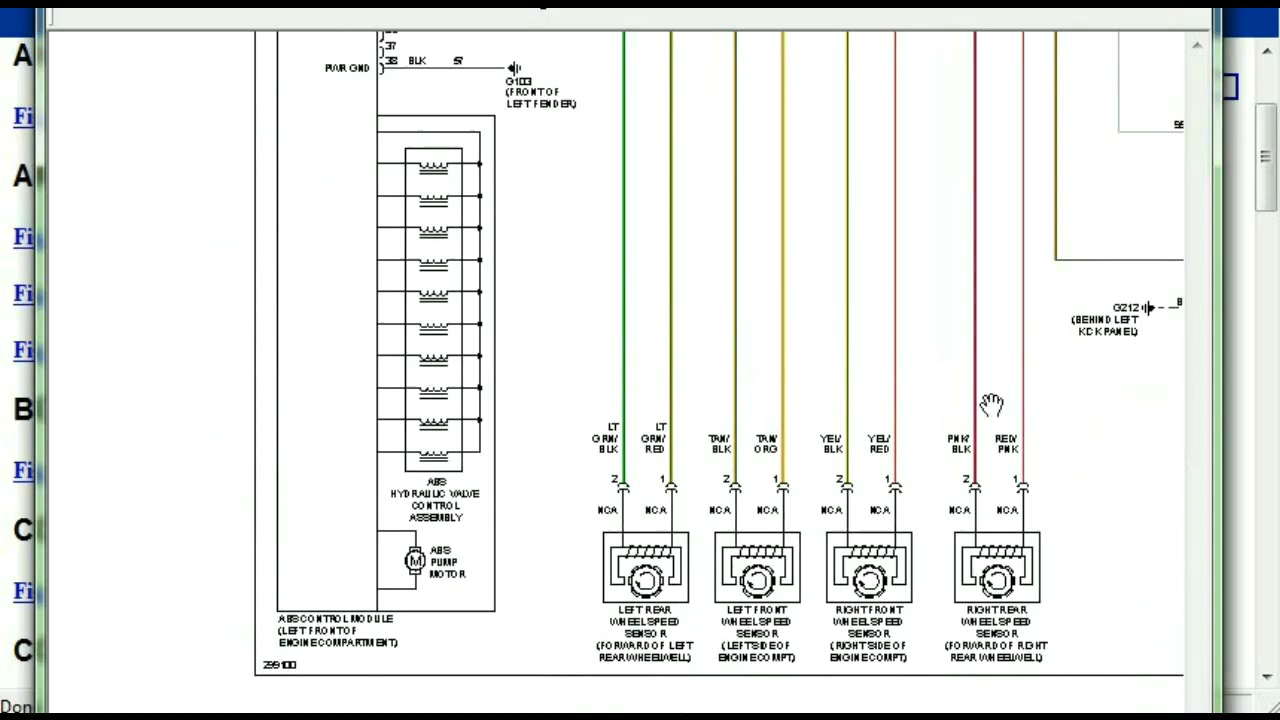 A
Fi
A
Fi
Fi
Fi
B
Fi
C
Fi
C
Don
37
PWR GND
38 BLK 57
G103
(FRONT OF
LEFT FENDER)
G212
(BEHIND LEFT
KICK PANEL)
B
LT
GRN/
BLK
LT
GRN/
RED
TAN/
BLK
TAN/
ORG
YEL/
BLK
YEL/
RED
PNK/
BLK
RED/
PNK
2 1 2 1 2 1 2 1
NCA NCA NCA NCA NCA NCA NCA NCA
ABS
HYDRAULIC VALVE
CONTROL
ASSEMBLY
M
ABS
PUMP
MOTOR
ABS CONTROL MODULE
(LEFT FRONT OF
ENGINE COMPARTMENT)
LEFT REAR
WHEEL SPEED
SENSOR
(FORWARD OF LEFT
REAR WHEELWELL)
LEFT FRONT
WHEEL SPEED
SENSOR
(LEFT SIDE OF
ENGINE COMPT)
RIGHT FRONT
WHEEL SPEED
SENSOR
(RIGHT SIDE OF
ENGINE COMPT)
RIGHT REAR
WHEEL SPEED
SENSOR
(FORWARD OF RIGHT
REAR WHEELWELL)
299100